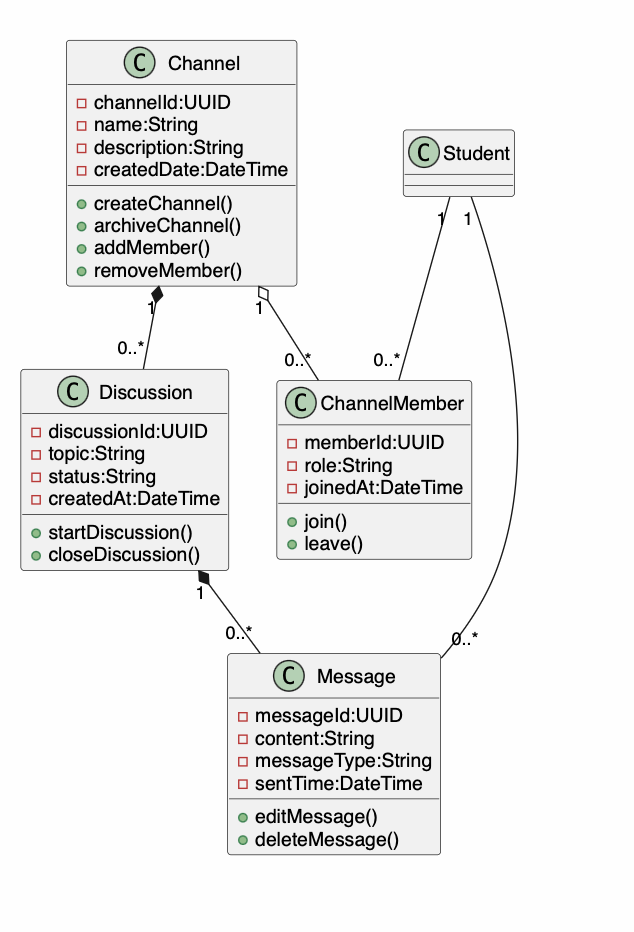 C Channel
channelId:UUID
name:String
description:String
createdDate:DateTime
createChannel()
archiveChannel()
addMember()
removeMember()
C Student
1
1
1
1
0..*
0..*
0..*
C Discussion
discussionId:UUID
topic:String
status:String
createdAt:DateTime
startDiscussion()
closeDiscussion()
C ChannelMember
memberId:UUID
role:String
joinedAt:DateTime
join()
leave()
1
0..*
0..*
C Message
messageId:UUID
content:String
messageType:String
sentTime:DateTime
editMessage()
deleteMessage()